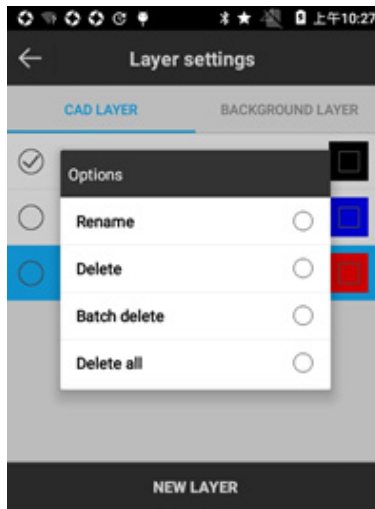 上午10:27
Layer settings
CAD LAYER
BACKGROUND LAYER
Options
Rename
Delete
Batch delete
Delete all
NEW LAYER